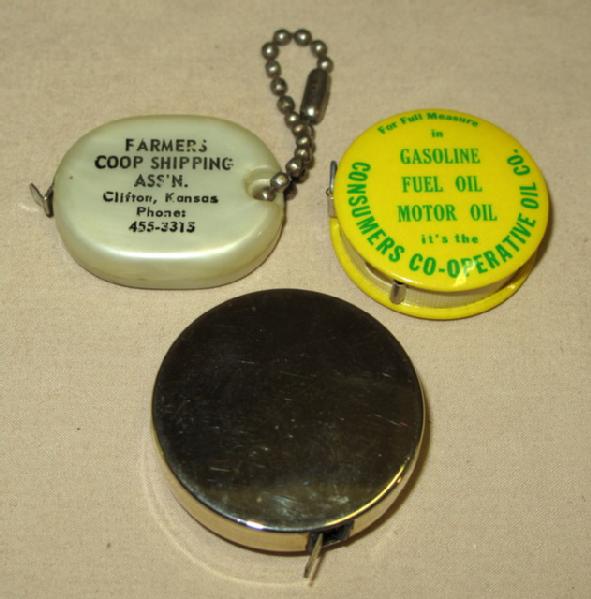 FARMERS
COOP SHIPPING
ASS'N.
Clifton, Kansas
Phone:
455-3315
For Full Measure
in
GASOLINE
FUEL OIL
MOTOR OIL
it's the
CONSUMERS CO-OPERATIVE OIL CO.